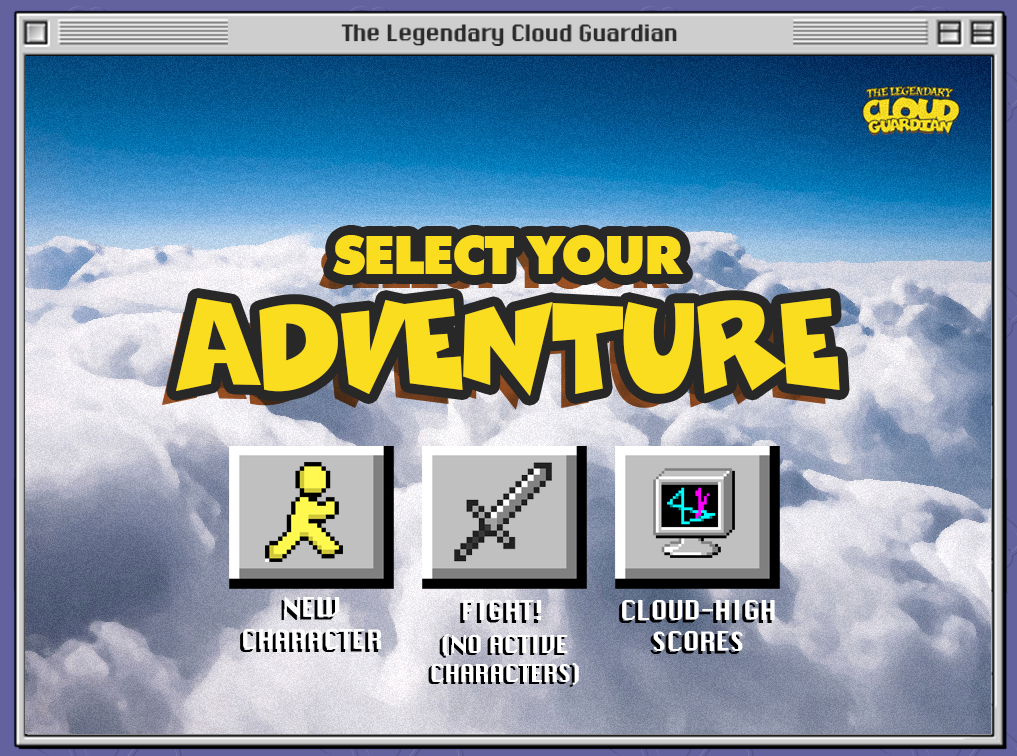 The Legendary Cloud Guardian
THE LEGENDARY
CLOUD
GUARDIAN
SELECT YOUR
ADVENTURE
NEW
CHARACTER
FIGHT!
(NO ACTIVE
CHARACTERS)
CLOUD-HIGH
SCORES